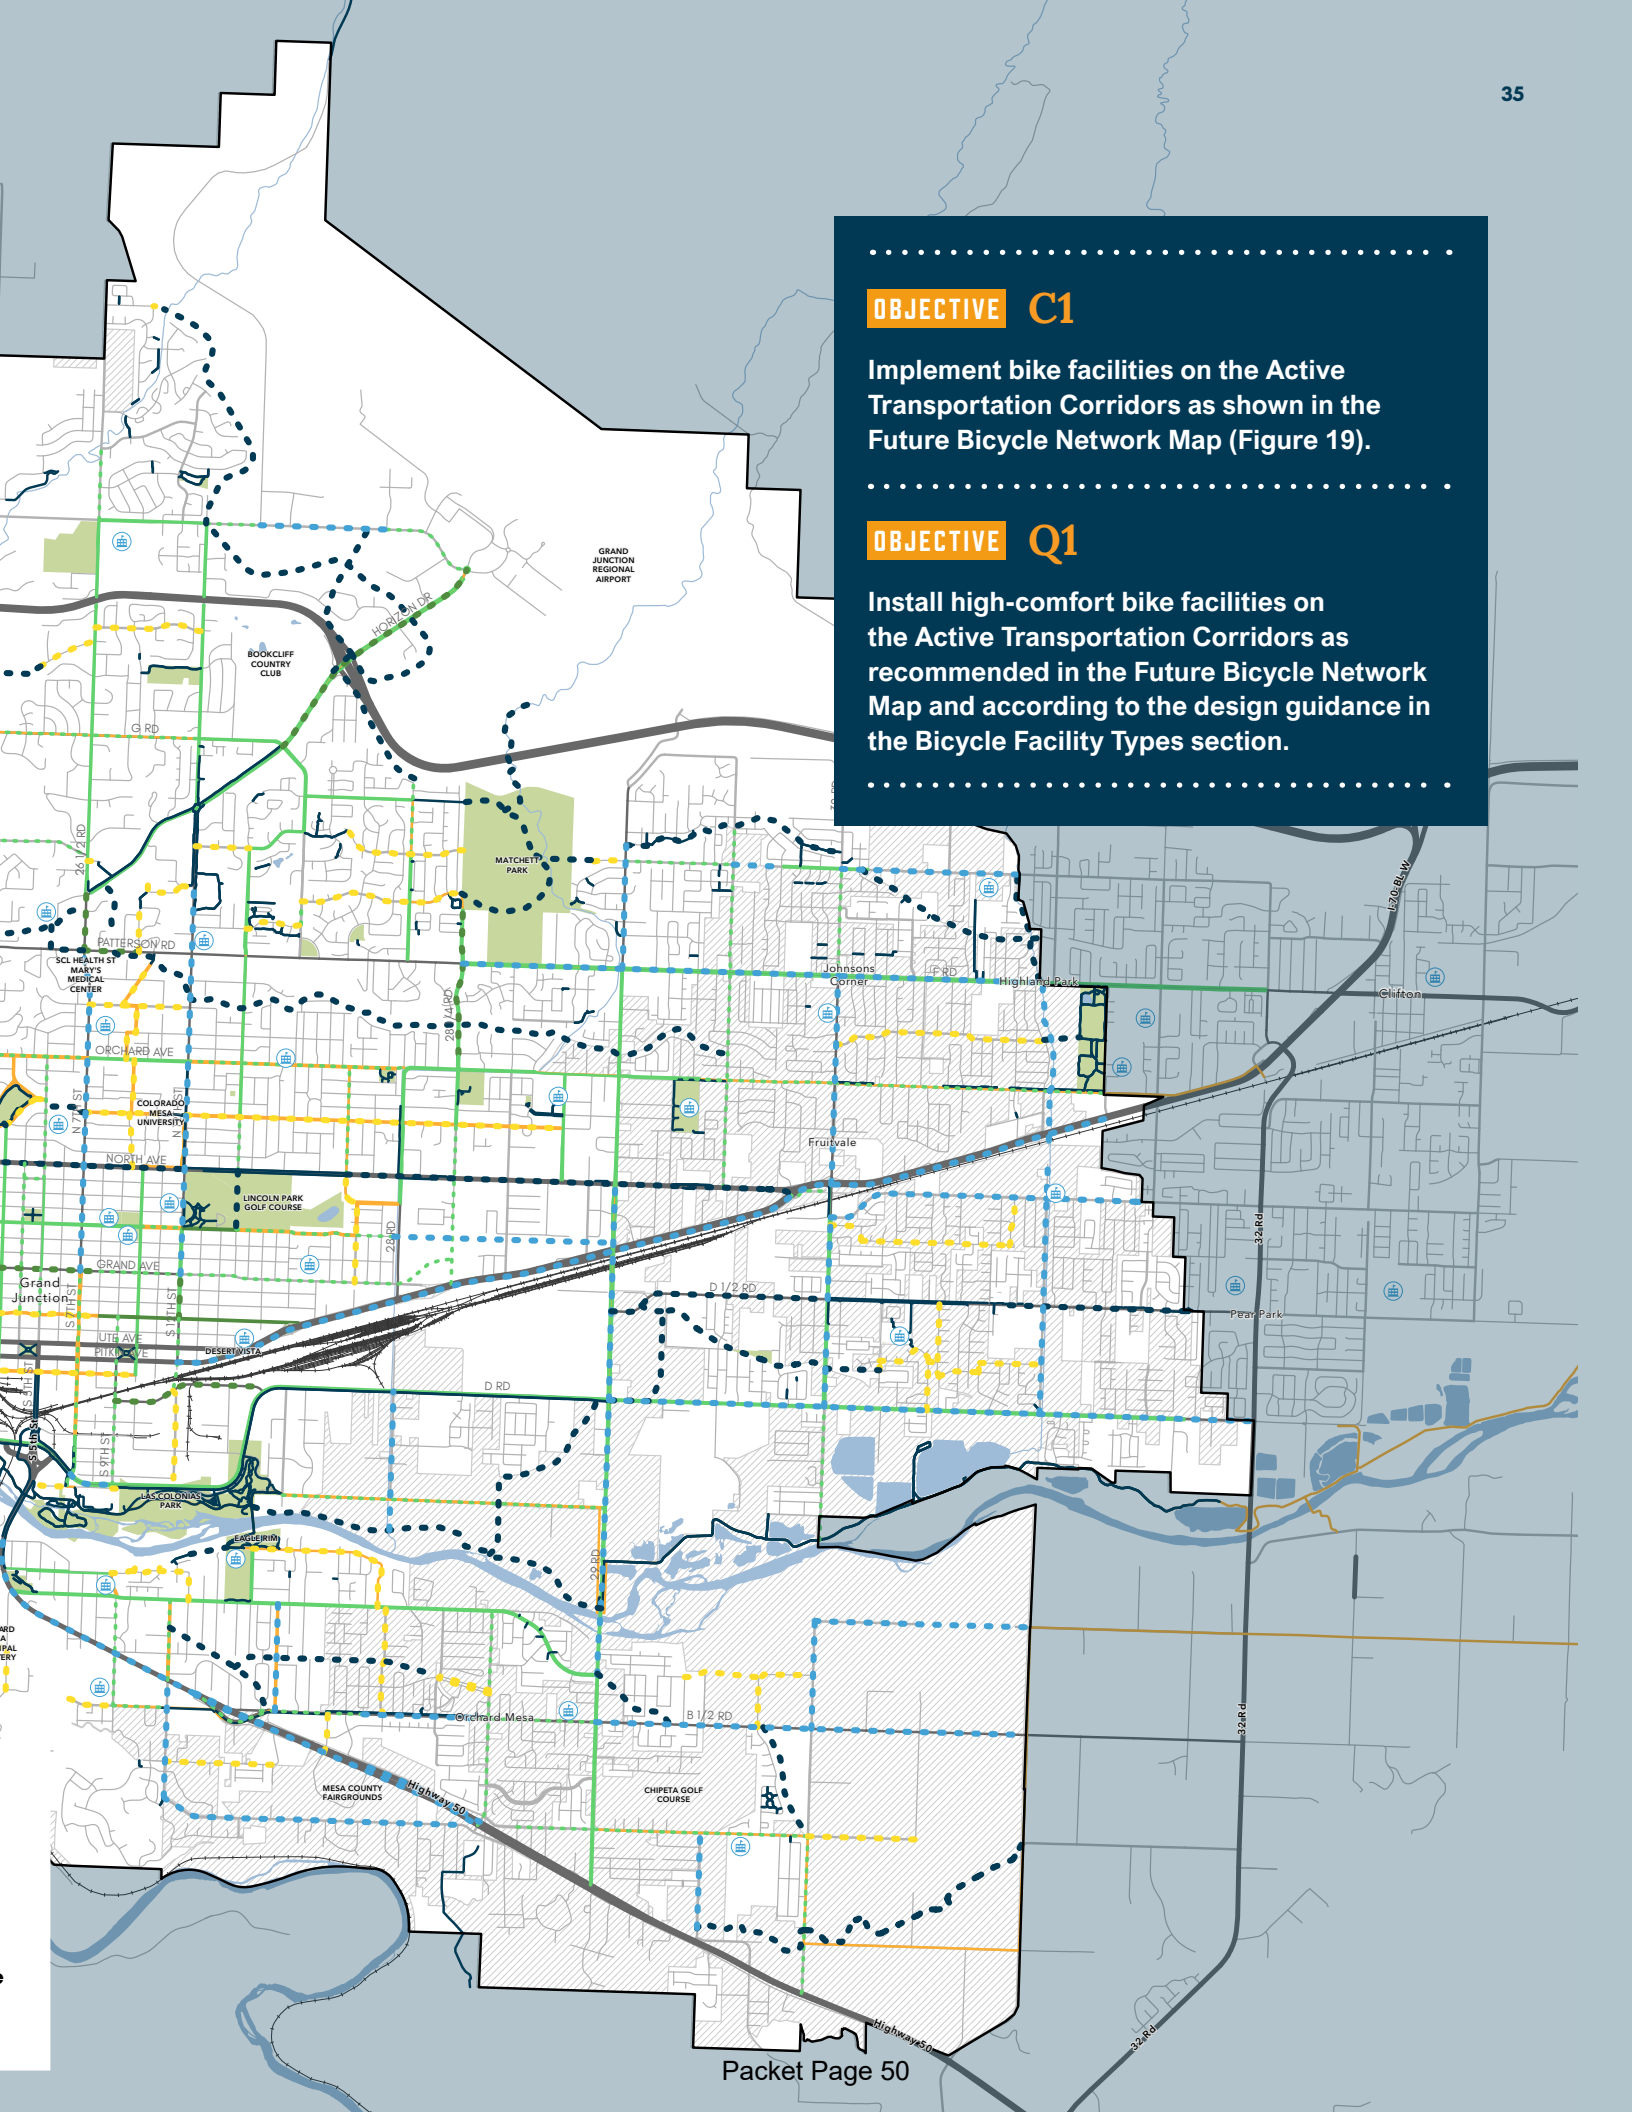 35
OBJECTIVE C1
Implement bike facilities on the Active
Transportation Corridors as shown in the
Future Bicycle Network Map (Figure 19).
OBJECTIVE Q1
Install high-comfort bike facilities on
the Active Transportation Corridors as
recommended in the Future Bicycle Network
Map and according to the design guidance in
the Bicycle Facility Types section.
GRAND
JUNCTION
REGIONAL
AIRPORT
HORIZON DR
BOOKCLIFF
COUNTRY
CLUB
G RD
26 1/2 RD
MATCHETT
PARK
I-70 BL W
PATTERSON RD
SCL HEALTH ST
MARY'S
MEDICAL
CENTER
Johnsons
Corner
F RD
Highland Park
Clifton
28 1/4 RD
ORCHARD AVE
N 7TH ST
COLORADO
MESA
UNIVERSITY
Fruitvale
NORTH AVE
LINCOLN PARK
GOLF COURSE
28 RD
32 Rd
GRAND AVE
Grand
Junction
D 1/2 RD
S 7TH ST
S 12TH ST
Pear Park
UTE AVE
PITKIN AVE
DESERT VISTA
S 5TH ST
D RD
S 5th St
S 9TH ST
LAS COLONIAS
PARK
EAGLE RIM
29 RD
ARD
A
IPAL
ERY
Orchard Mesa
B 1/2 RD
32 Rd
MESA COUNTY
FAIRGROUNDS
Highway 50
CHIPETA GOLF
COURSE
e
Highway 50
32 Rd
Packet Page 50